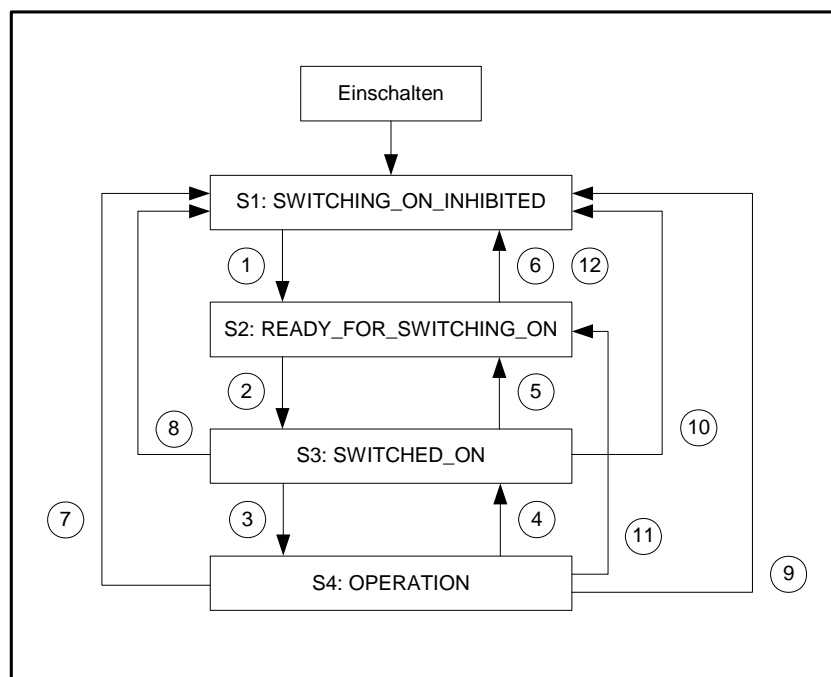 Einschalten
S1: SWITCHING_ON_INHIBITED
1
6
12
S2: READY_FOR_SWITCHING_ON
2
5
8
10
S3: SWITCHED_ON
7
3
4
11
9
S4: OPERATION